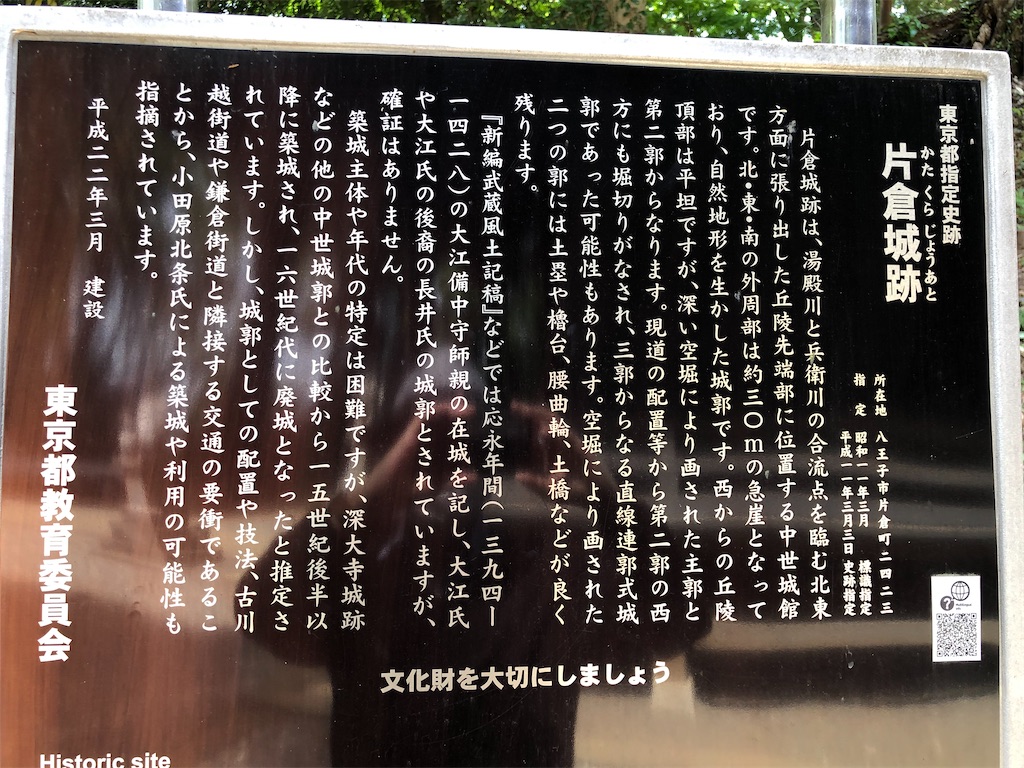 東京都指定史跡
片倉城跡
かたくらじょうあと
所在地 八王子市片倉町二四二三
指定 昭和一一年三月 標識指定
平成一一年三月三日 史跡指定
片倉城跡は、湯殿川と兵衛川の合流点を臨む北東
方面に張り出した丘陵先端部に位置する中世城館
です。北・東・南の外周部は約三〇mの急崖となって
おり、自然地形を生かした城郭です。西からの丘陵
頂部は平坦ですが、深い空堀により画された主郭と
第二郭からなります。現道の配置等から第二郭の西
方にも堀切りがなされ、三郭からなる直線連郭式城
郭であった可能性もあります。空堀により画された
二つの郭には土塁や櫓台、腰曲輪、土橋などが良く
残ります。
『新編武蔵風土記稿』などでは応永年間(一三九四ー
一四二八)の大江備中守師親の在城を記し、大江氏
や大江氏の後裔の長井氏の城郭とされていますが、
確証はありません。
築城主体や年代の特定は困難ですが、深大寺城跡
などの他の中世城郭との比較から一五世紀後半以
降に築城され、一六世紀代に廃城となったと推定さ
れています。しかし、城郭としての配置や技法、古川
越街道や鎌倉街道と隣接する交通の要衝であるこ
とから、小田原北条氏による築城や利用の可能性も
指摘されています。
平成二二年三月 建設
東京都教育委員会
文化財を大切にしましょう
Historic site